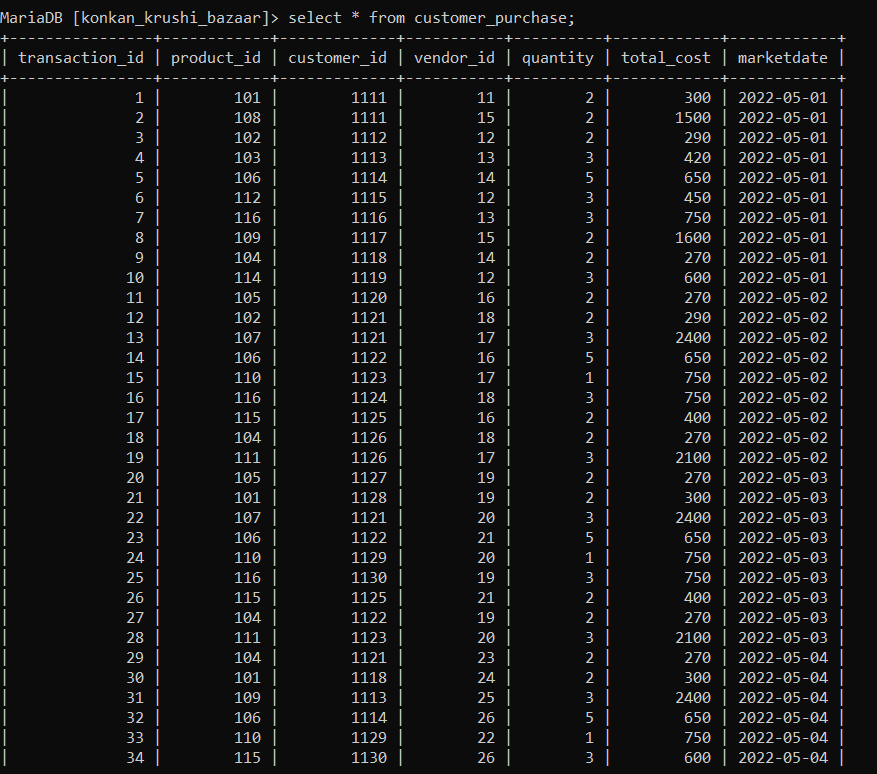 MariaDB [konkan_krushi_bazaar]> select * from customer_purchase;
+----------------+------------+-------------+-----------+----------+------------+------------+
| transaction_id | product_id | customer_id | vendor_id | quantity | total_cost | marketdate |
+----------------+------------+-------------+-----------+----------+------------+------------+
|              1 |        101 |        1111 |        11 |        2 |        300 | 2022-05-01 |
|              2 |        108 |        1111 |        15 |        2 |       1500 | 2022-05-01 |
|              3 |        102 |        1112 |        12 |        2 |        290 | 2022-05-01 |
|              4 |        103 |        1113 |        13 |        3 |        420 | 2022-05-01 |
|              5 |        106 |        1114 |        14 |        5 |        650 | 2022-05-01 |
|              6 |        112 |        1115 |        12 |        3 |        450 | 2022-05-01 |
|              7 |        116 |        1116 |        13 |        3 |        750 | 2022-05-01 |
|              8 |        109 |        1117 |        15 |        2 |       1600 | 2022-05-01 |
|              9 |        104 |        1118 |        14 |        2 |        270 | 2022-05-01 |
|             10 |        114 |        1119 |        12 |        3 |        600 | 2022-05-01 |
|             11 |        105 |        1120 |        16 |        2 |        270 | 2022-05-02 |
|             12 |        102 |        1121 |        18 |        2 |        290 | 2022-05-02 |
|             13 |        107 |        1121 |        17 |        3 |       2400 | 2022-05-02 |
|             14 |        106 |        1122 |        16 |        5 |        650 | 2022-05-02 |
|             15 |        110 |        1123 |        17 |        1 |        750 | 2022-05-02 |
|             16 |        116 |        1124 |        18 |        3 |        750 | 2022-05-02 |
|             17 |        115 |        1125 |        16 |        2 |        400 | 2022-05-02 |
|             18 |        104 |        1126 |        18 |        2 |        270 | 2022-05-02 |
|             19 |        111 |        1126 |        17 |        3 |       2100 | 2022-05-02 |
|             20 |        105 |        1127 |        19 |        2 |        270 | 2022-05-03 |
|             21 |        101 |        1128 |        19 |        2 |        300 | 2022-05-03 |
|             22 |        107 |        1121 |        20 |        3 |       2400 | 2022-05-03 |
|             23 |        106 |        1122 |        21 |        5 |        650 | 2022-05-03 |
|             24 |        110 |        1129 |        20 |        1 |        750 | 2022-05-03 |
|             25 |        116 |        1130 |        19 |        3 |        750 | 2022-05-03 |
|             26 |        115 |        1125 |        21 |        2 |        400 | 2022-05-03 |
|             27 |        104 |        1122 |        19 |        2 |        270 | 2022-05-03 |
|             28 |        111 |        1123 |        20 |        3 |       2100 | 2022-05-03 |
|             29 |        104 |        1121 |        23 |        2 |        270 | 2022-05-04 |
|             30 |        101 |        1118 |        24 |        2 |        300 | 2022-05-04 |
|             31 |        109 |        1113 |        25 |        3 |       2400 | 2022-05-04 |
|             32 |        106 |        1114 |        26 |        5 |        650 | 2022-05-04 |
|             33 |        110 |        1129 |        22 |        1 |        750 | 2022-05-04 |
|             34 |        115 |        1130 |        26 |        3 |        600 | 2022-05-04 |